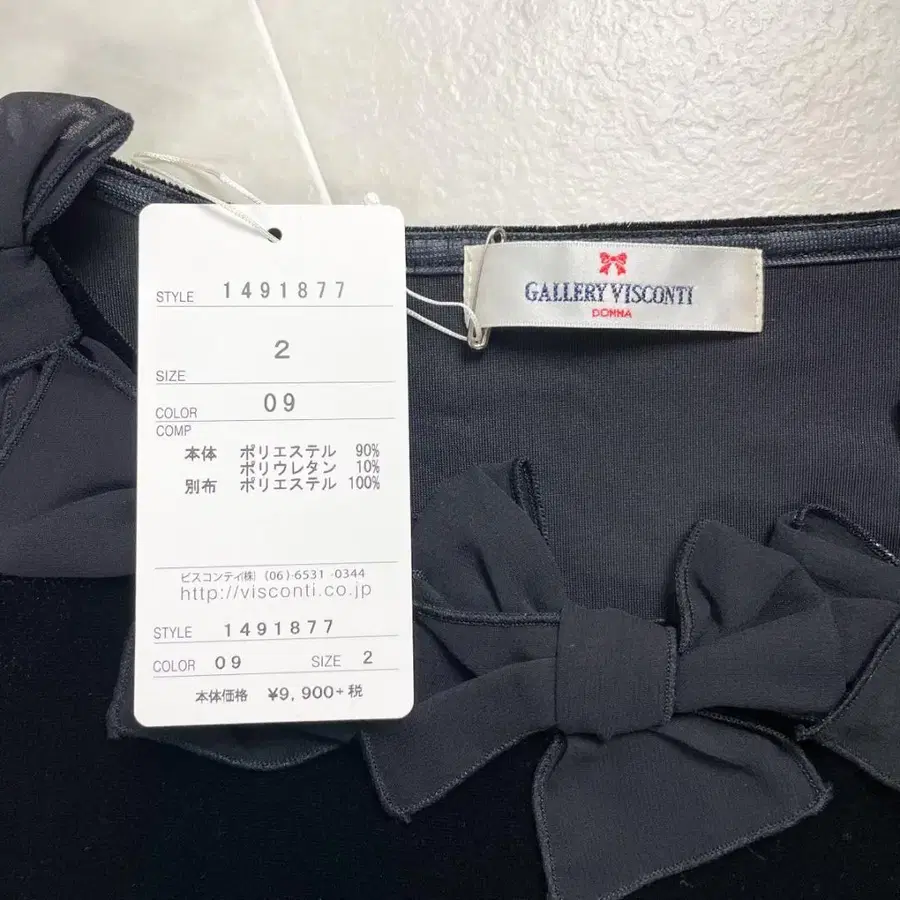 STYLE 1491877
2
SIZE
COLOR 09
COMP
本体 ポリエステル 90%
ポリウレタン 10%
別布 ポリエステル 100%
ビスコンティ(株) (06)-6531-0344
http://visconti.co.jp
STYLE 1491877
COLOR 09 SIZE 2
本体価格 ¥9,900+税
GALLERY VISCONTI
DONNA